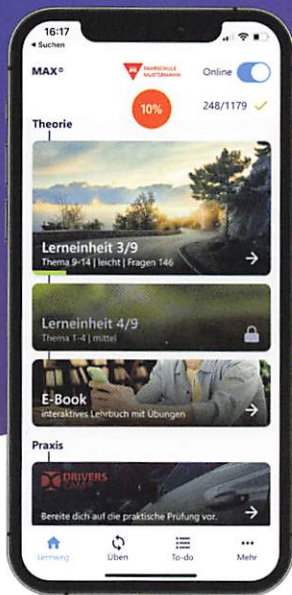 16:17
◂ Suchen
MAX®
FAHRSCHULE
MUSTERMANN
Online
10%
248/1179
Theorie
Lerneinheit 3/9
Thema 9-14 | leicht | Fragen 146
Lerneinheit 4/9
Thema 1-4 | mittel
E-Book
interaktives Lehrbuch mit Übungen
Praxis
DRIVERS
CAM
Bereite dich auf die praktische Prüfung vor.
Lernweg
Üben
To-do
Mehr